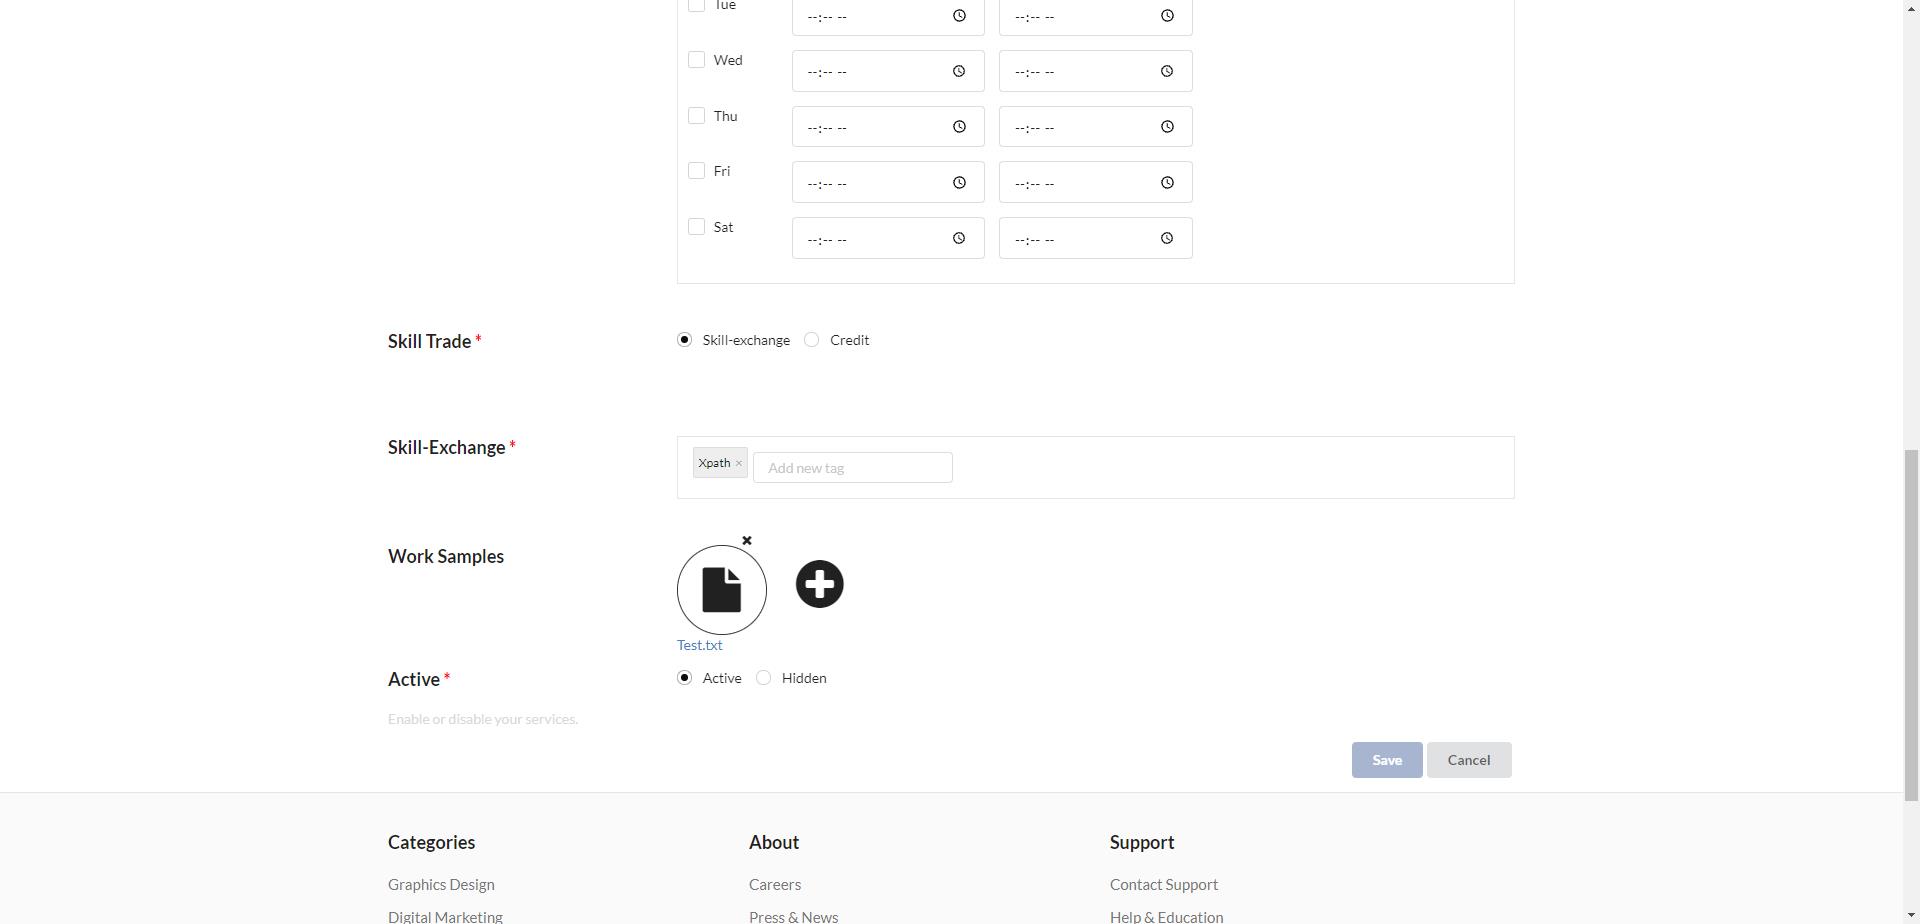 Tue --:-- -- --:-- --
Wed --:-- -- --:-- --
Thu --:-- -- --:-- --
Fri --:-- -- --:-- --
Sat --:-- -- --:-- --
Skill Trade * Skill-exchange Credit
Skill-Exchange * Xpath × Add new tag
Work Samples
Test.txt
Active * Active Hidden
Enable or disable your services.
Save Cancel
Categories About Support
Graphics Design Careers Contact Support
Digital Marketing Press & News Help & Education